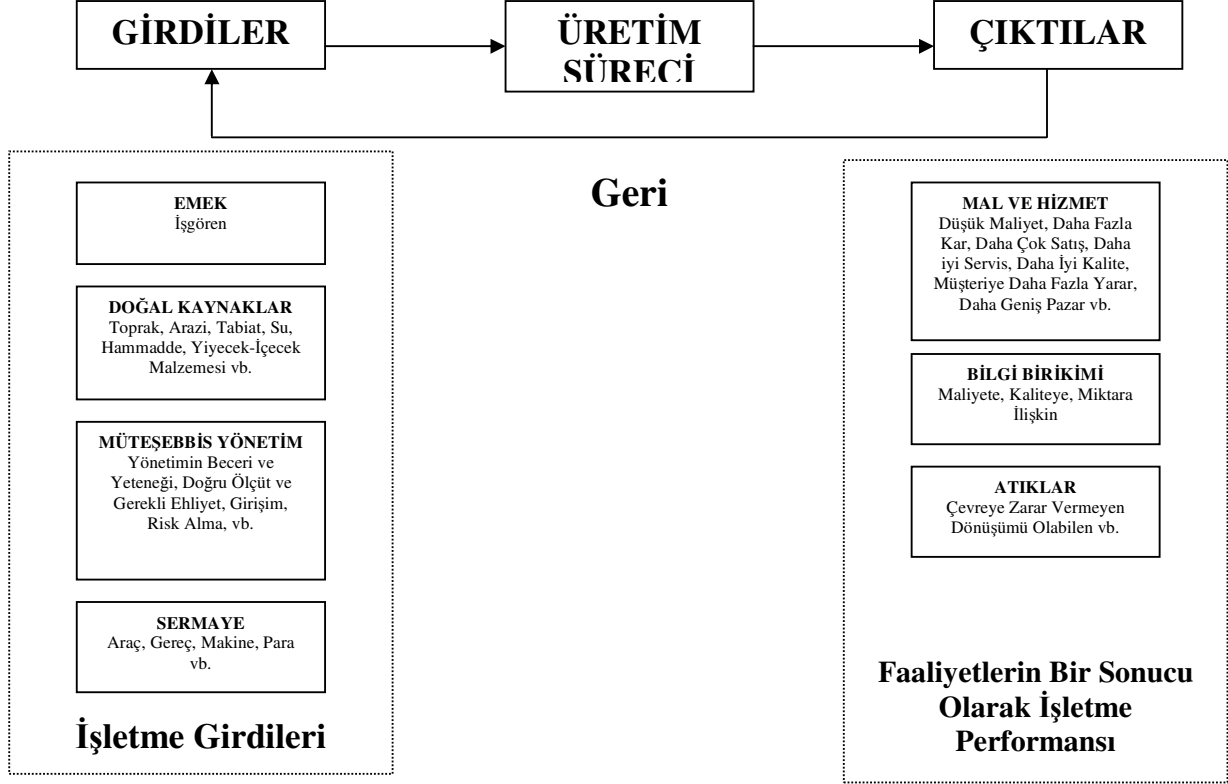 GİRDİLER
ÜRETİM
SÜRECİ
ÇIKTILAR
Geri
EMEK
İşgören
DOĞAL KAYNAKLAR
Toprak, Arazi, Tabiat, Su,
Hammadde, Yiyecek-İçecek
Malzemesi vb.
MÜTEŞEBBİS YÖNETİM
Yönetimin Beceri ve
Yeteneği, Doğru Ölçüt ve
Gerekli Ehliyet, Girişim,
Risk Alma, vb.
SERMAYE
Araç, Gereç, Makine, Para
vb.
İşletme Girdileri
MAL VE HİZMET
Düşük Maliyet, Daha Fazla
Kar, Daha Çok Satış, Daha
iyi Servis, Daha İyi Kalite,
Müşteriye Daha Fazla Yarar,
Daha Geniş Pazar vb.
BİLGİ BİRİKİMİ
Maliyete, Kaliteye, Miktara
İlişkin
ATIKLAR
Çevreye Zarar Vermeyen
Dönüşümü Olabilen vb.
Faaliyetlerin Bir Sonucu
Olarak İşletme
Performansı